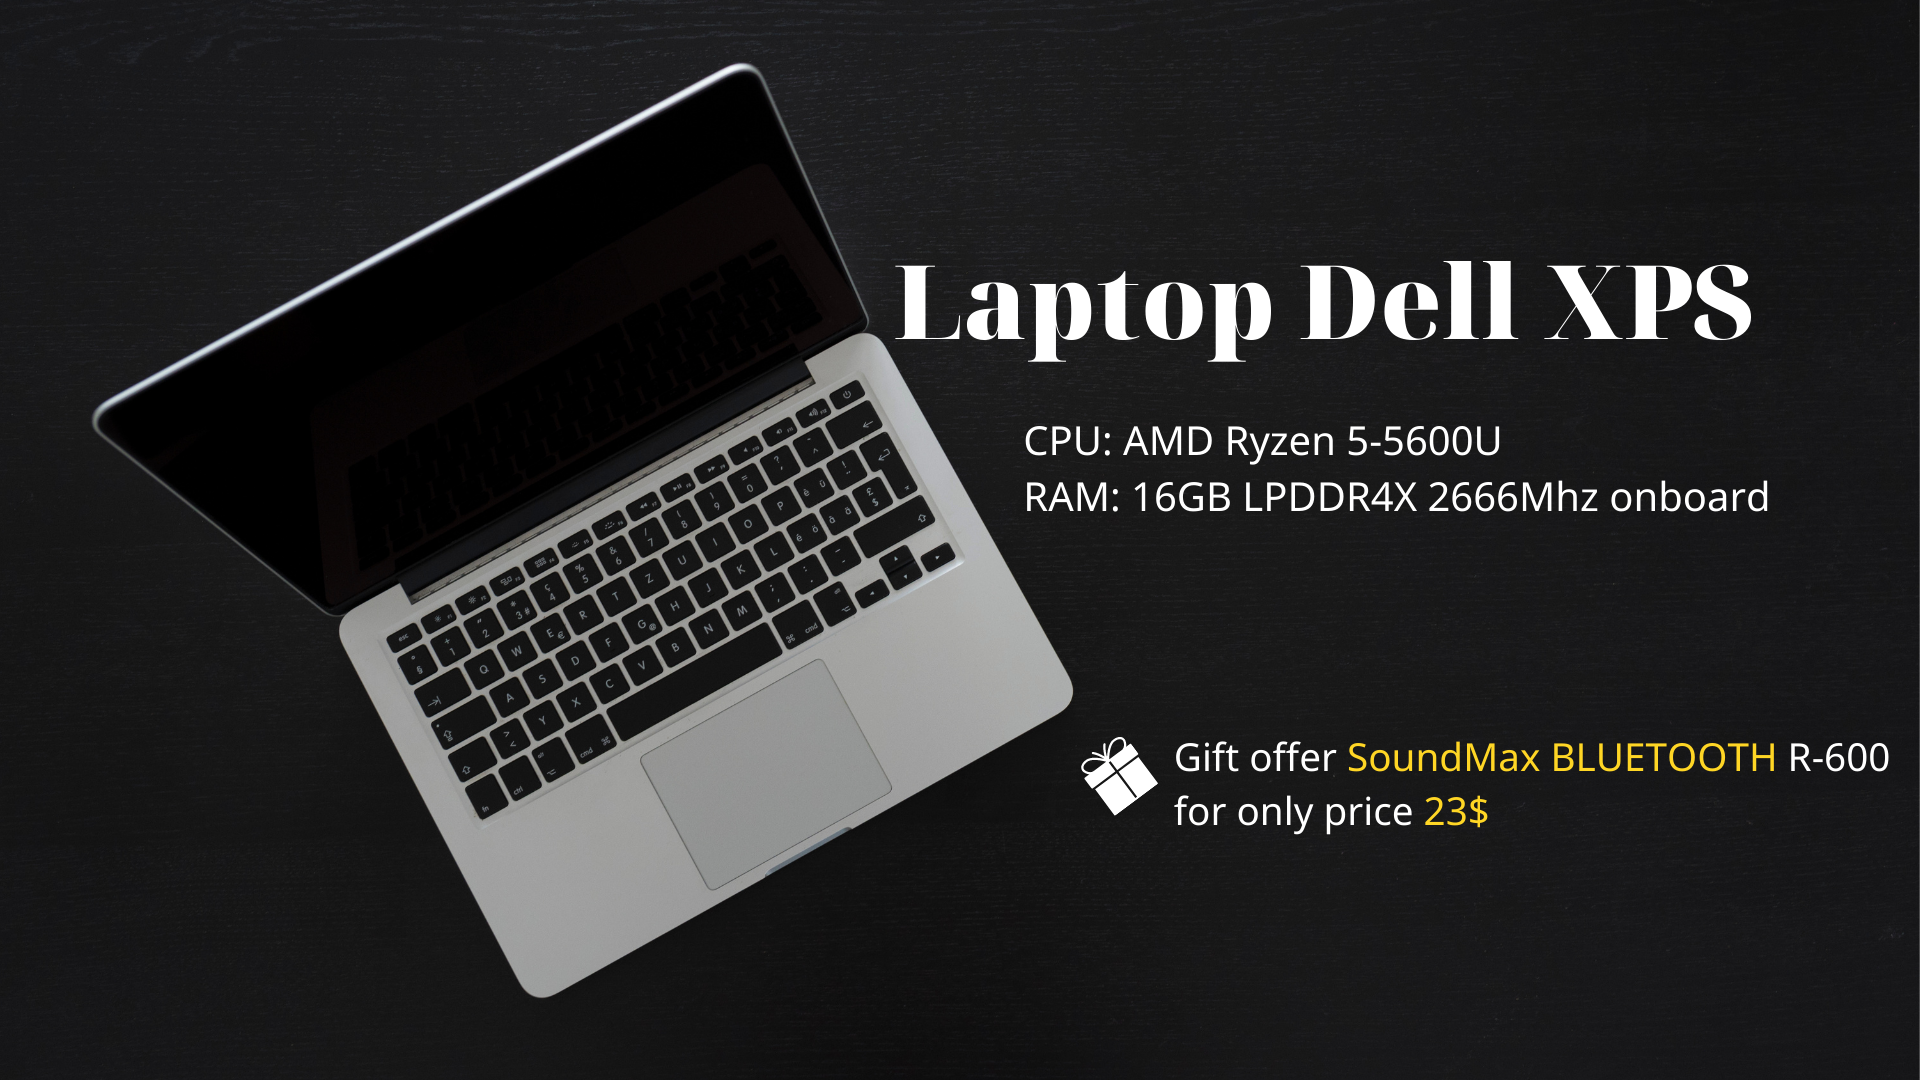 Laptop Dell XPS
CPU: AMD Ryzen 5-5600U
RAM: 16GB LPDDR4X 2666Mhz onboard
Gift offer SoundMax BLUETOOTH R-600
for only price 23$